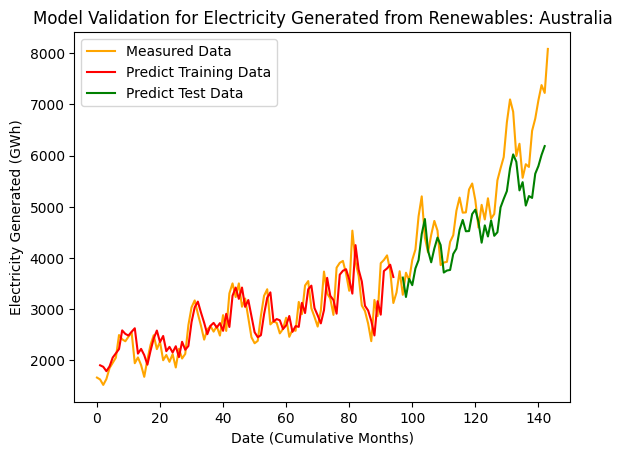 Model Validation for Electricity Generated from Renewables: Australia
Measured Data
Predict Training Data
Predict Test Data
Electricity Generated (GWh)
8000
7000
6000
5000
4000
3000
2000
0 20 40 60 80 100 120 140
Date (Cumulative Months)